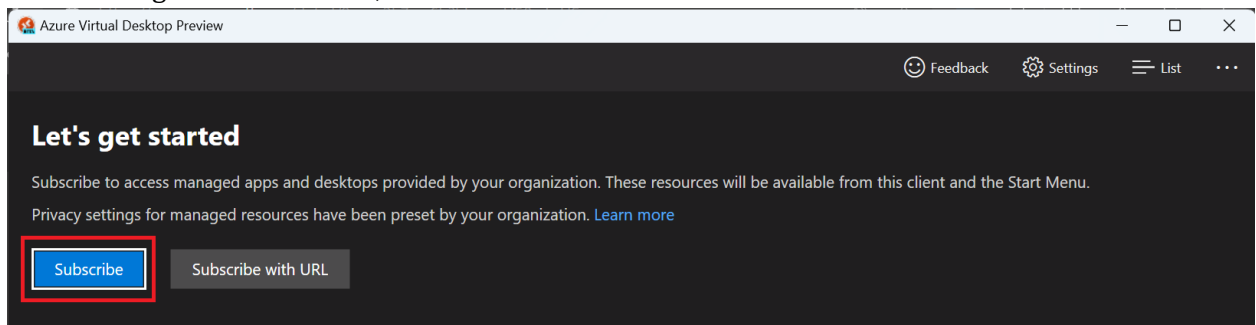 Azure Virtual Desktop Preview
Feedback Settings List
Let's get started
Subscribe to access managed apps and desktops provided by your organization. These resources will be available from this client and the Start Menu.
Privacy settings for managed resources have been preset by your organization. Learn more
Subscribe Subscribe with URL